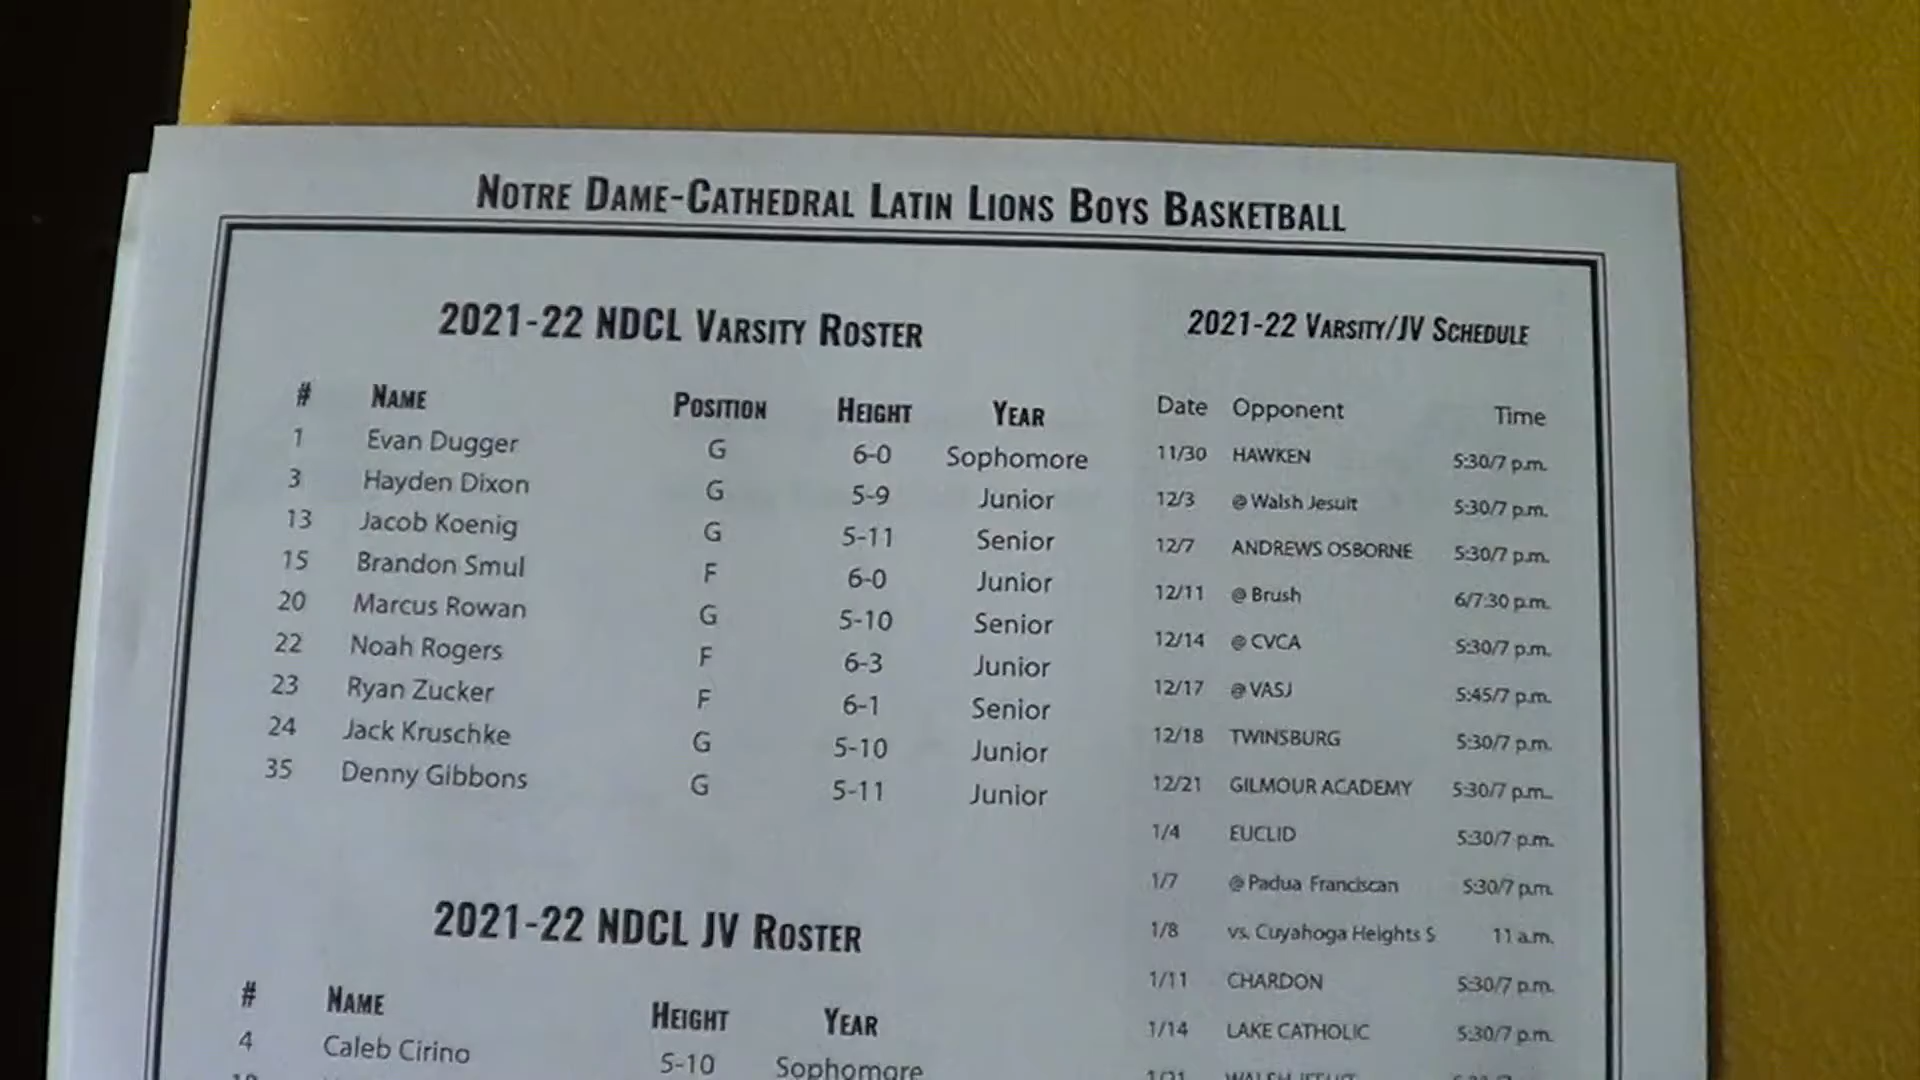 NOTRE DAME-CATHEDRAL LATIN LIONS BOYS BASKETBALL
2021-22 NDCL VARSITY ROSTER
# NAME POSITION HEIGHT YEAR
1 Evan Dugger G 6-0 Sophomore
3 Hayden Dixon G 5-9 Junior
13 Jacob Koenig G 5-11 Senior
15 Brandon Smul F 6-0 Junior
20 Marcus Rowan G 5-10 Senior
22 Noah Rogers F 6-3 Junior
23 Ryan Zucker F 6-1 Senior
24 Jack Kruschke G 5-10 Junior
35 Denny Gibbons G 5-11 Junior
2021-22 NDCL JV ROSTER
# NAME HEIGHT YEAR
4 Caleb Cirino 5-10 Sophomore
2021-22 VARSITY/JV SCHEDULE
Date Opponent Time
11/30 HAWKEN 5:30/7 p.m.
12/3 @ Walsh Jesuit 5:30/7 p.m.
12/7 ANDREWS OSBORNE 5:30/7 p.m.
12/11 @ Brush 6/7:30 p.m.
12/14 @ CVCA 5:30/7 p.m.
12/17 @ VASJ 5:45/7 p.m.
12/18 TWINSBURG 5:30/7 p.m.
12/21 GILMOUR ACADEMY 5:30/7 p.m..
1/4 EUCLID 5:30/7 p.m.
1/7 @ Padua Franciscan 5:30/7 p.m.
1/8 vs. Cuyahoga Heights $ 11 a.m.
1/11 CHARDON 5:30/7 p.m.
1/14 LAKE CATHOLIC 5:30/7 p.m.
1/21 WALSH JESUIT